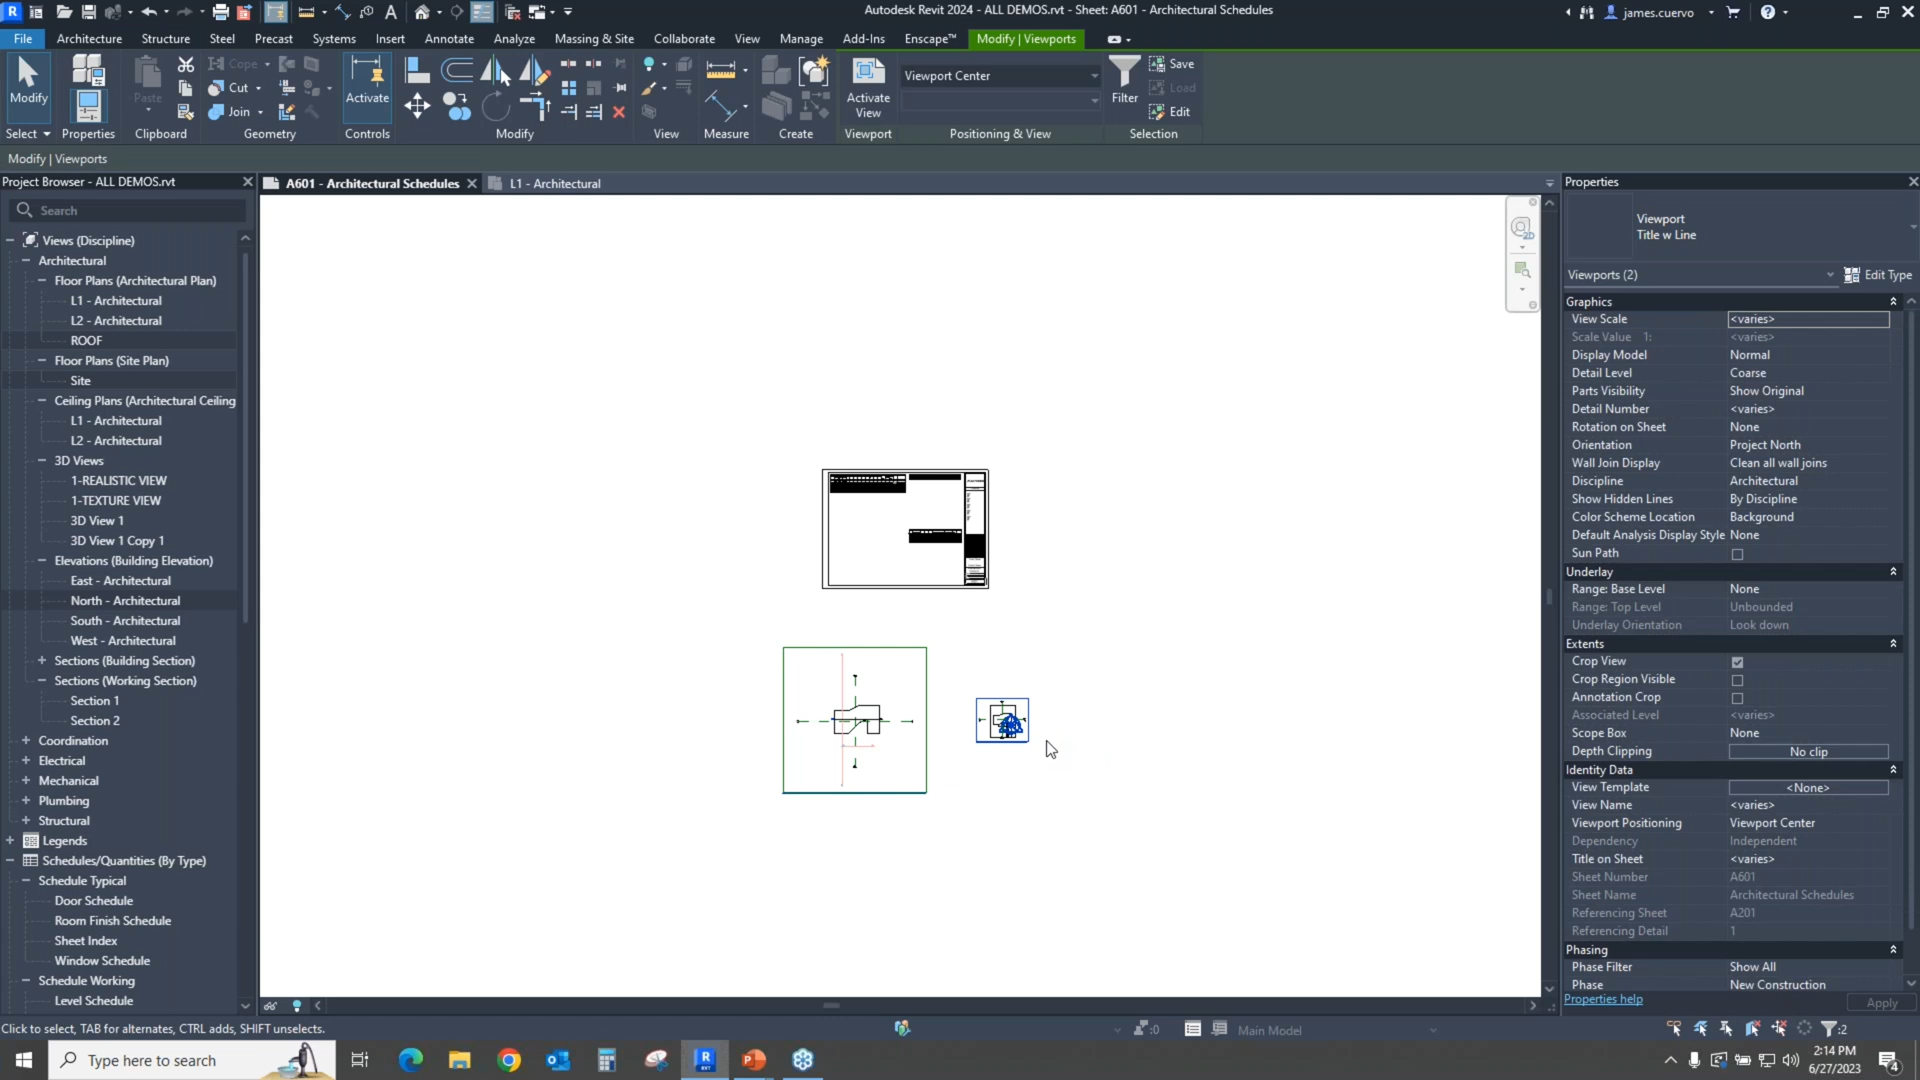 Autodesk Revit 2024 - ALL DEMOS.rvt - Sheet: A601 - Architectural Schedules
james.cuervo
File Architecture Structure Steel Precast Systems Insert Annotate Analyze Massing & Site Collaborate View Manage Add-Ins Enscape™ Modify | Viewports
Modify
Paste
Cope
Cut
Join
Activate
Activate View
Viewport Center
Filter
Save
Load
Edit
Select Properties Clipboard Geometry Controls Modify View Measure Create Viewport Positioning & View Selection
Modify | Viewports
Project Browser - ALL DEMOS.rvt
A601 - Architectural Schedules
L1 - Architectural
Search
Views (Discipline)
Architectural
Floor Plans (Architectural Plan)
L1 - Architectural
L2 - Architectural
ROOF
Floor Plans (Site Plan)
Site
Ceiling Plans (Architectural Ceiling
L1 - Architectural
L2 - Architectural
3D Views
1-REALISTIC VIEW
1-TEXTURE VIEW
3D View 1
3D View 1 Copy 1
Elevations (Building Elevation)
East - Architectural
North - Architectural
South - Architectural
West - Architectural
Sections (Building Section)
Sections (Working Section)
Section 1
Section 2
Coordination
Electrical
Mechanical
Plumbing
Structural
Legends
Schedules/Quantities (By Type)
Schedule Typical
Door Schedule
Room Finish Schedule
Sheet Index
Window Schedule
Schedule Working
Level Schedule
2D
Properties
Viewport
Title w Line
Viewports (2) Edit Type
Graphics
View Scale <varies>
Scale Value 1: <varies>
Display Model Normal
Detail Level Coarse
Parts Visibility Show Original
Detail Number <varies>
Rotation on Sheet None
Orientation Project North
Wall Join Display Clean all wall joins
Discipline Architectural
Show Hidden Lines By Discipline
Color Scheme Location Background
Default Analysis Display Style None
Sun Path
Underlay
Range: Base Level None
Range: Top Level Unbounded
Underlay Orientation Look down
Extents
Crop View
Crop Region Visible
Annotation Crop
Associated Level <varies>
Scope Box None
Depth Clipping No clip
Identity Data
View Template <None>
View Name <varies>
Viewport Positioning Viewport Center
Dependency Independent
Title on Sheet <varies>
Sheet Number A601
Sheet Name Architectural Schedules
Referencing Sheet A201
Referencing Detail 1
Phasing
Phase Filter Show All
Phase New Construction
Properties help Apply
Click to select, TAB for alternates, CTRL adds, SHIFT unselects.
:0
Main Model
:2
Type here to search
2:14 PM
6/27/2023
4